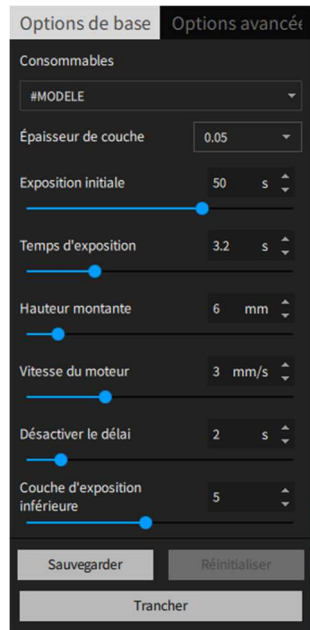 Options de base Options avancée
Consommables
#MODELE
Épaisseur de couche 0.05
Exposition initiale 50 s
Temps d'exposition 3.2 s
Hauteur montante 6 mm
Vitesse du moteur 3 mm/s
Désactiver le délai 2 s
Couche d'exposition
inférieure 5
Sauvegarder Réinitialiser
Trancher